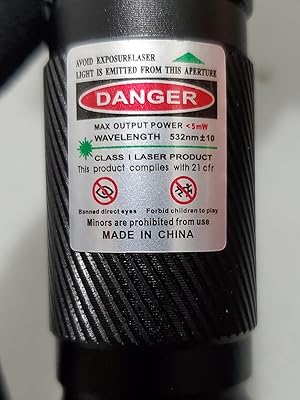 AVOID EXPOSURELASER
LIGHT IS EMITTED FROM THIS APERTURE
DANGER
MAX OUTPUT POWER <5mW
WAVELENGTH 532nm±10
CLASS I LASER PRODUCT
This product complies with 21 cfr
Banned direct eyes Forbid children to play
Minors are prohibited from use
MADE IN CHINA